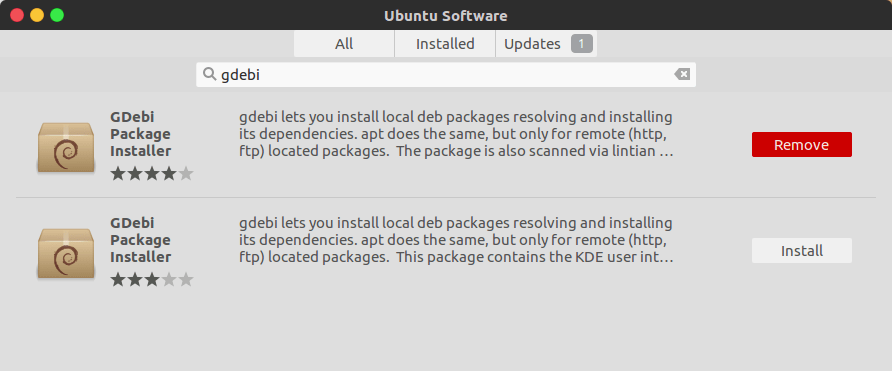 Ubuntu Software
All
Installed
Updates 1
gdebi
GDebi
Package
Installer
gdebi lets you install local deb packages resolving and installing
its dependencies. apt does the same, but only for remote (http,
ftp) located packages.  The package is also scanned via lintian …
Remove
GDebi
Package
Installer
gdebi lets you install local deb packages resolving and installing
its dependencies. apt does the same, but only for remote (http,
ftp) located packages.  This package contains the KDE user int…
Install